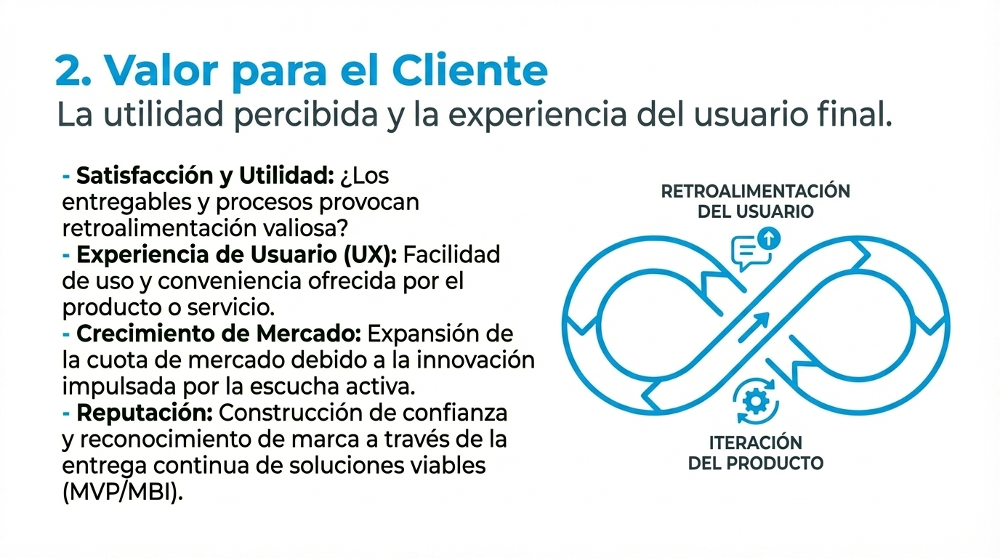 2. Valor para el Cliente
La utilidad percibida y la experiencia del usuario final.
- Satisfacción y Utilidad: ¿Los
entregables y procesos provocan
retroalimentación valiosa?
- Experiencia de Usuario (UX): Facilidad
de uso y conveniencia ofrecida por el
producto o servicio.
- Crecimiento de Mercado: Expansión de
la cuota de mercado debido a la innovación
impulsada por la escucha activa.
- Reputación: Construcción de confianza
y reconocimiento de marca a través de la
entrega continua de soluciones viables
(MVP/MBI).
RETROALIMENTACIÓN
DEL USUARIO
ITERACIÓN
DEL PRODUCTO